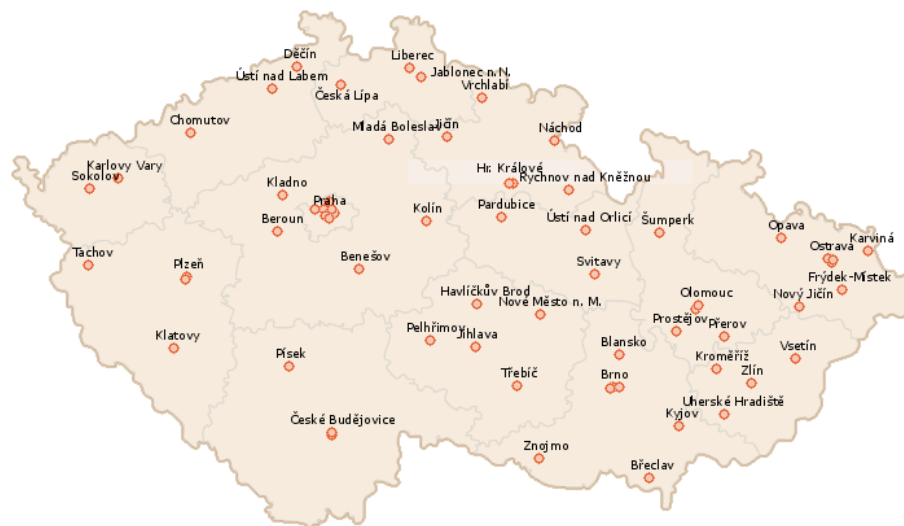 Děčín
Liberec
Ústí nad Labem
Jablonec n.N.
Česká Lípa
Vrchlabí
Chomutov
Mladá Boleslav
Jičín
Náchod
Karlovy Vary
Sokolov
Hr. Králové
Rychnov nad Kněžnou
Kladno
Praha
Beroun
Kolín
Pardubice
Ústí nad Orlicí
Šumperk
Opava
Ostrava
Karviná
Tachov
Plzeň
Benešov
Svitavy
Frýdek-Místek
Havlíčkův Brod
Nové Město n. M.
Olomouc
Nový Jičín
Klatovy
Pelhřimov
Jihlava
Prostějov
Přerov
Písek
Blansko
Kroměříž
Vsetín
Třebíč
Brno
Zlín
České Budějovice
Uherské Hradiště
Kyjov
Znojmo
Břeclav